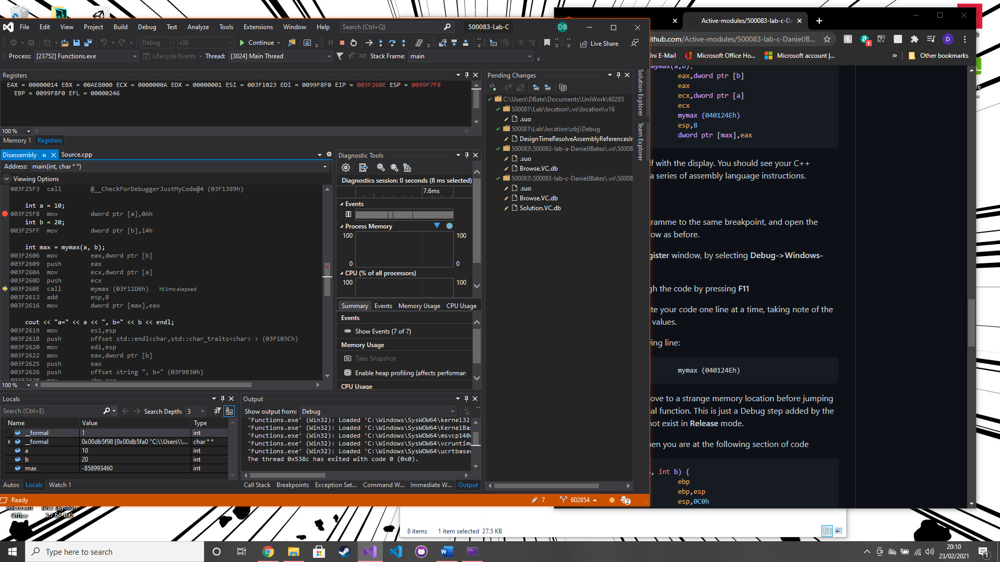 File Edit View Project Build Debug Test Analyze Tools Extensions Window Help Search (Ctrl+Q) 500083-Lab-C DB
Debug x86 Continue Live Share
Process: [23752] Functions.exe Lifecycle Events Thread: [3024] Main Thread Stack Frame: main
Registers
EAX = 00000014 EBX = 00AE8000 ECX = 0000000A EDX = 00000001 ESI = 003F1023 EDI = 0099F8F0 EIP = 003F260E ESP = 0099F7F8
EBP = 0099F8F0 EFL = 00000246
100 %
Memory 1 Registers
Disassembly Source.cpp
Address: main(int, char * *)
Viewing Options
003F25F3 call @__CheckForDebuggerJustMyCode@4 (03F1389h)
int a = 10;
003F25F8 mov dword ptr [a],0Ah
int b = 20;
003F25FF mov dword ptr [b],14h
int max = mymax(a, b);
003F2606 mov eax,dword ptr [b]
003F2609 push eax
003F260A mov ecx,dword ptr [a]
003F260D push ecx
003F260E call mymax (03F11D6h) ≤1ms elapsed
003F2613 add esp,8
003F2616 mov dword ptr [max],eax
cout << "a=" << a << ", b=" << b << endl;
003F2619 mov esi,esp
003F261B push offset std::endl<char,std::char_traits<char> > (03F103Ch)
003F2620 mov edi,esp
003F2622 mov eax,dword ptr [b]
003F2625 push eax
003F2626 push offset string ", b=" (03F9B30h)
003F262B mov ebx,esp
100 %
Diagnostic Tools
Diagnostics session: 0 seconds (8 ms selected)
7.6ms
Events
Process Memory
100 100
0 0
CPU (% of all processors)
100 100
Summary Events Memory Usage CPU Usage
Events
Show Events (7 of 7)
Memory Usage
Take Snapshot
Enable heap profiling (affects performan
CPU Usage
Pending Changes
C:\Users\DBate\Documents\UniWork\60285
500081\Lab\location\.vs\location\v16
.suo
500081\Lab\location\obj\Debug
DesignTimeResolveAssemblyReferencesIn
500083\500083-lab-a-DanielJBates\.vs\50008
.suo
Browse.VC.db
500083\500083-lab-c-DanielJBates\.vs\50008
.suo
Browse.VC.db
Solution.VC.db
Solution Explorer
Team Explorer
Locals
Search (Ctrl+E) Search Depth: 3
Name Value Type
__formal 1 int
__formal 0x00db5f98 {0x00db5fa0 "C:\\Users\\... char * *
a 10 int
b 20 int
max -858993460 int
Autos Locals Watch 1
Output
Show output from: Debug
'Functions.exe' (Win32): Loaded 'C:\Windows\SysWOW64\kernel32
'Functions.exe' (Win32): Loaded 'C:\Windows\SysWOW64\KernelBas
'Functions.exe' (Win32): Loaded 'C:\Windows\SysWOW64\msvcp140d
'Functions.exe' (Win32): Loaded 'C:\Windows\SysWOW64\vcruntime
'Functions.exe' (Win32): Loaded 'C:\Windows\SysWOW64\ucrtbased
The thread 0x538c has exited with code 0 (0x0).
Call Stack Breakpoints Exception Set... Command W... Immediate W... Output
Ready 7 602854 2
Active-modules/500083-lab-c-Da
ithub.com/Active-modules/500083-lab-c-DanielJB... 1 D
Uni E-Mail Microsoft Office Ho... Microsoft account |... » Other bookmarks
mymax(a,b);
eax,dword ptr [b]
eax
ecx,dword ptr [a]
ecx
mymax (040124Eh)
esp,8
dword ptr [max],eax
lf with the display. You should see your C++
a series of assembly language instructions.
gramme to the same breakpoint, and open the
ow as before.
gister window, by selecting Debug->Windows-
gh the code by pressing F11
ute your code one line at a time, taking note of the
values.
ving line:
mymax (040124Eh)
ove to a strange memory location before jumping
al function. This is just a Debug step added by the
not exist in Release mode.
hen you are at the following section of code
, int b) {
ebp
ebp,esp
esp,0C0h
Microsoft Office
IDLE (Python 3.7 64-bit)
8 items 1 item selected 27.5 KB
Type here to search
20:10
23/02/2021
1